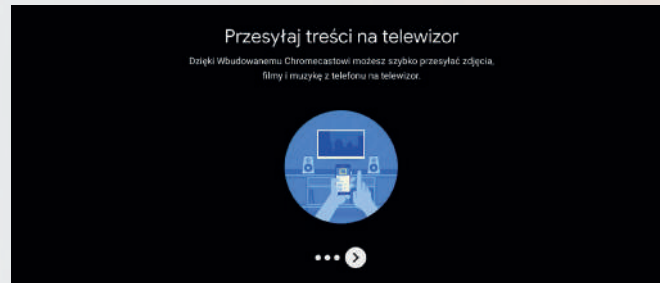 Przesyłaj treści na telewizor
Dzięki Wbudowanemu Chromecastowi możesz szybko przesyłać zdjęcia,
filmy i muzykę z telefonu na telewizor.